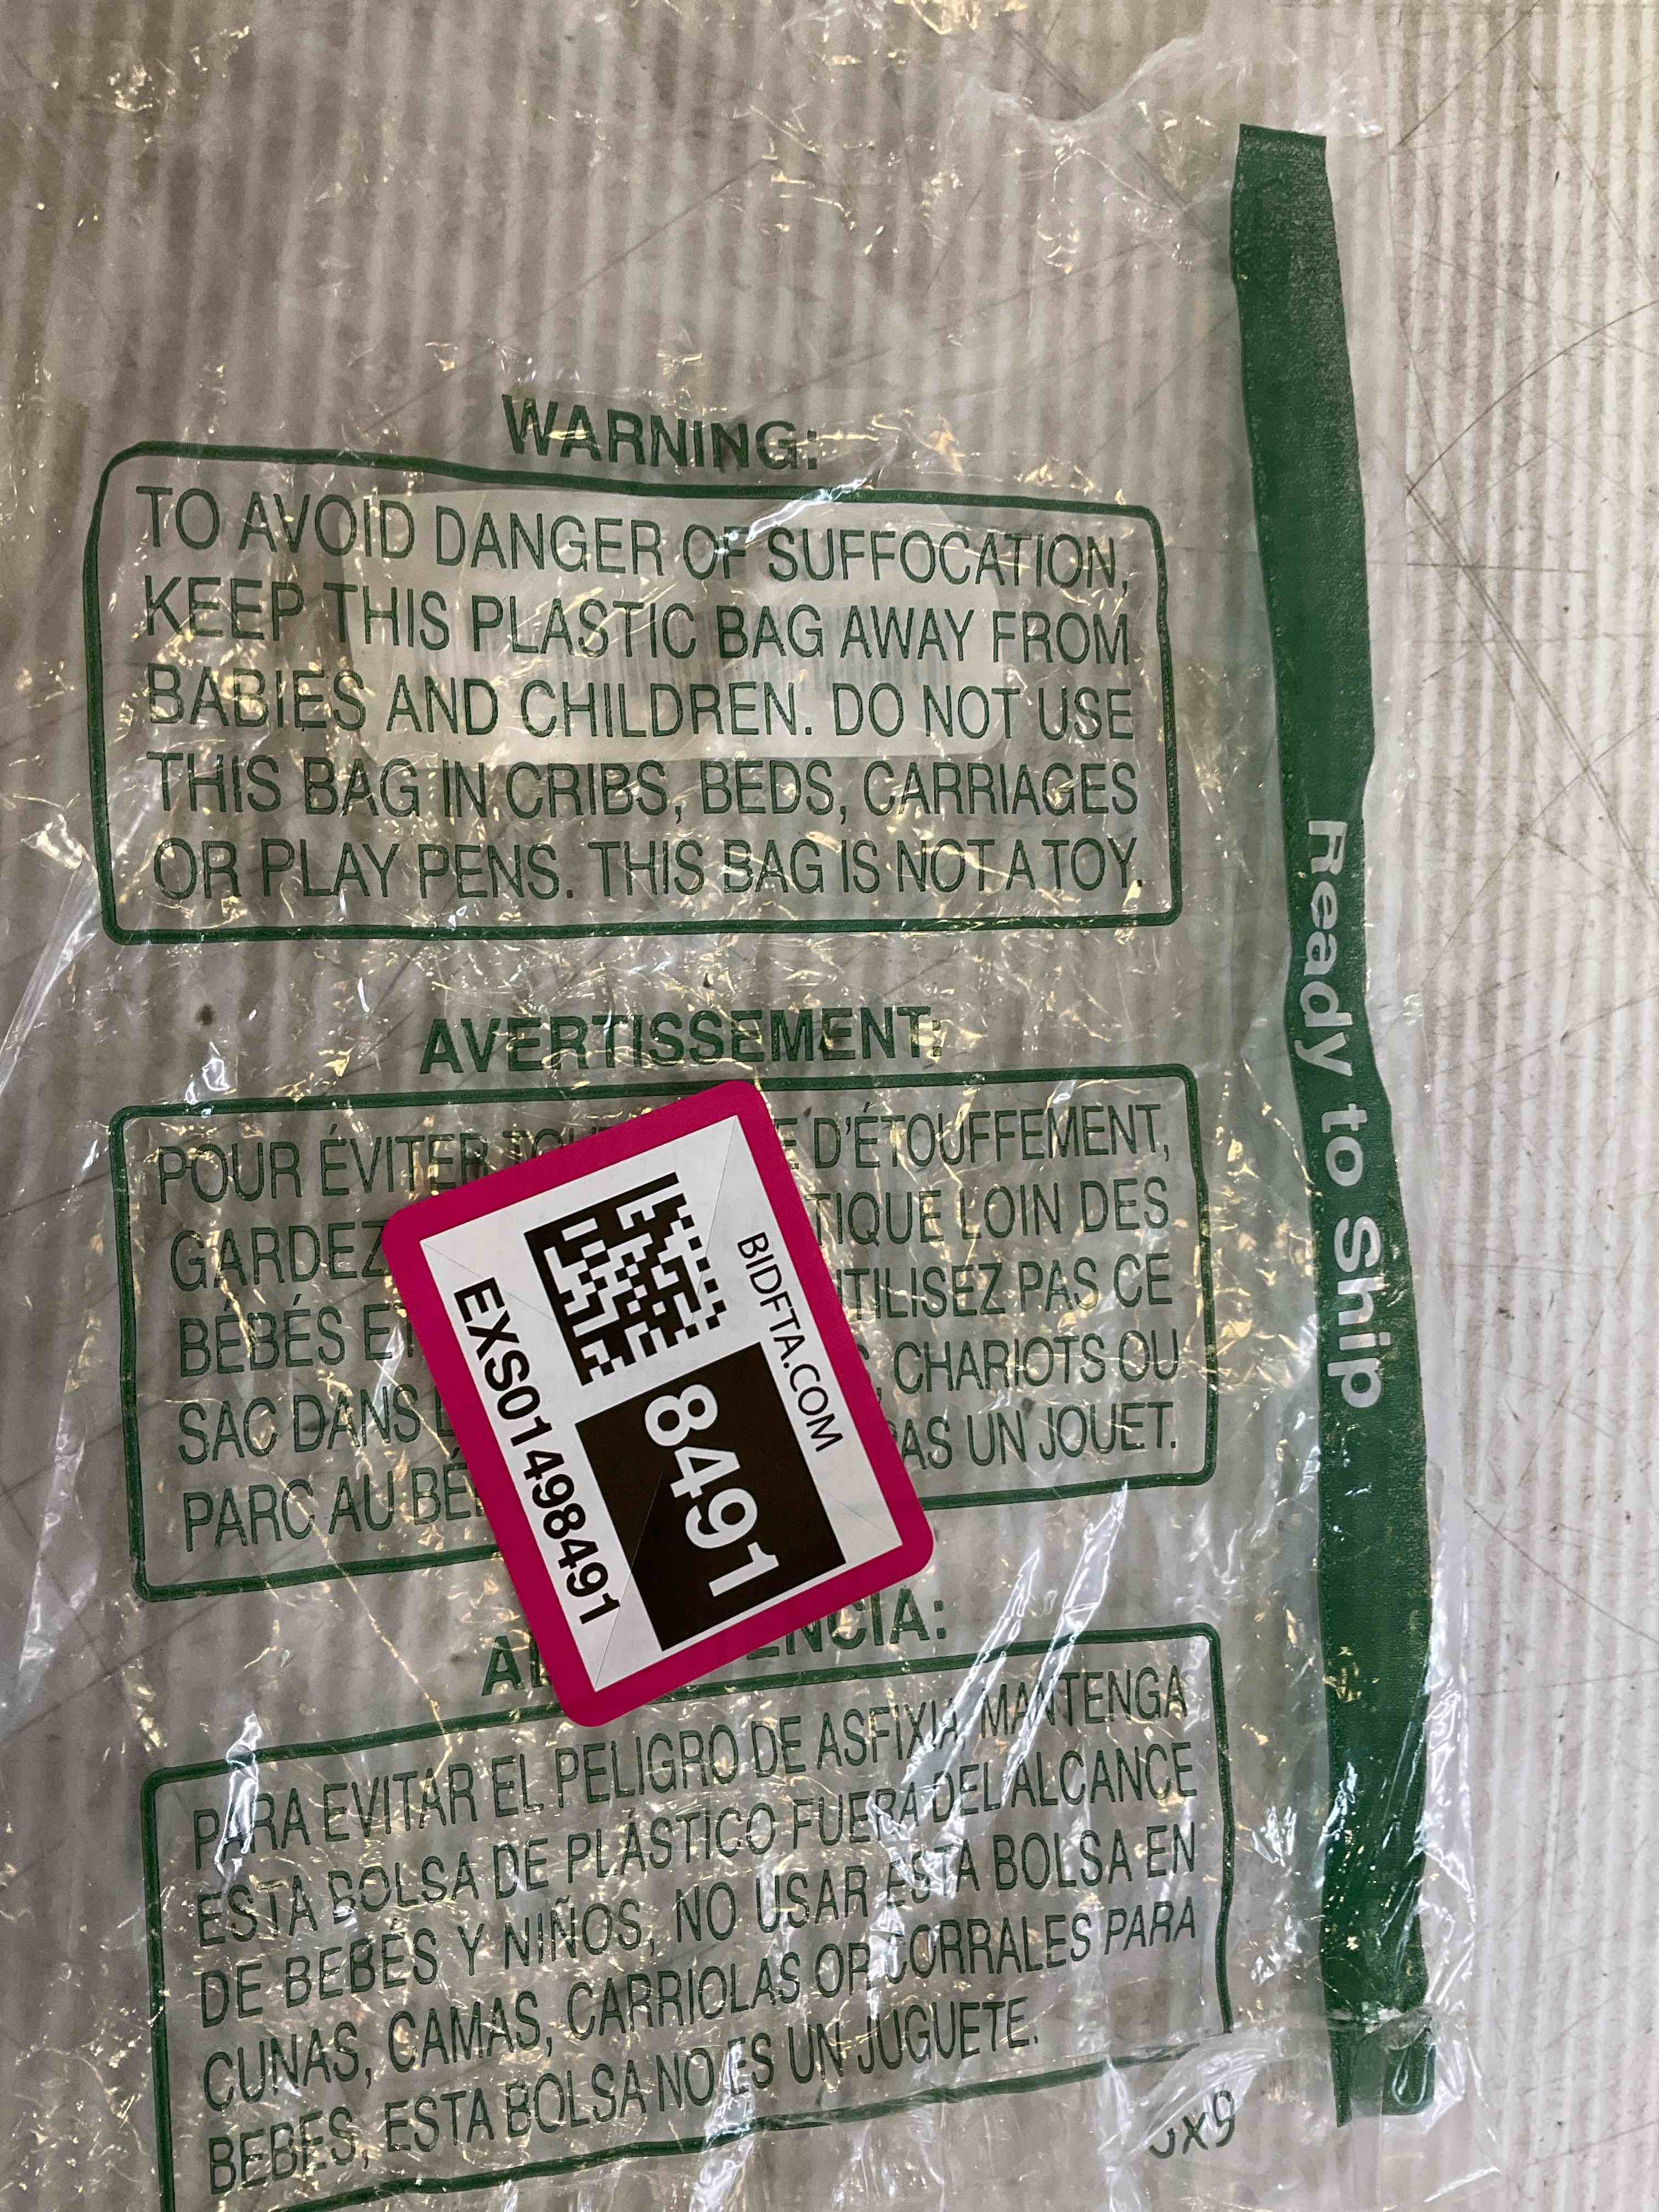 WARNING:
TO AVOID DANGER OF SUFFOCATION,
KEEP THIS PLASTIC BAG AWAY FROM
BABIES AND CHILDREN. DO NOT USE
THIS BAG IN CRIBS, BEDS, CARRIAGES
OR PLAY PENS. THIS BAG IS NOT A TOY.
AVERTISSEMENT:
POUR ÉVITER D'ÉTOUFFEMENT,
GARDEZ LOIN DES
BÉBÉS PAS CE
SAC DANS CHARIOTS OU
PARC AU UN JOUET.
BIDFTA.COM
8491
EXS01498491
PARA EVITAR EL PELIGRO DE ASFIXIA MANTENGA
ESTA BOLSA DE PLÁSTICO FUERA DEL ALCANCE
DE BEBÉS Y NIÑOS, NO USAR ESTA BOLSA EN
CUNAS, CAMAS, CARRIOLAS OR CORRALES PARA
BEBES, ESTA BOLSA NO ES UN JUGUETE.
Ready to Ship